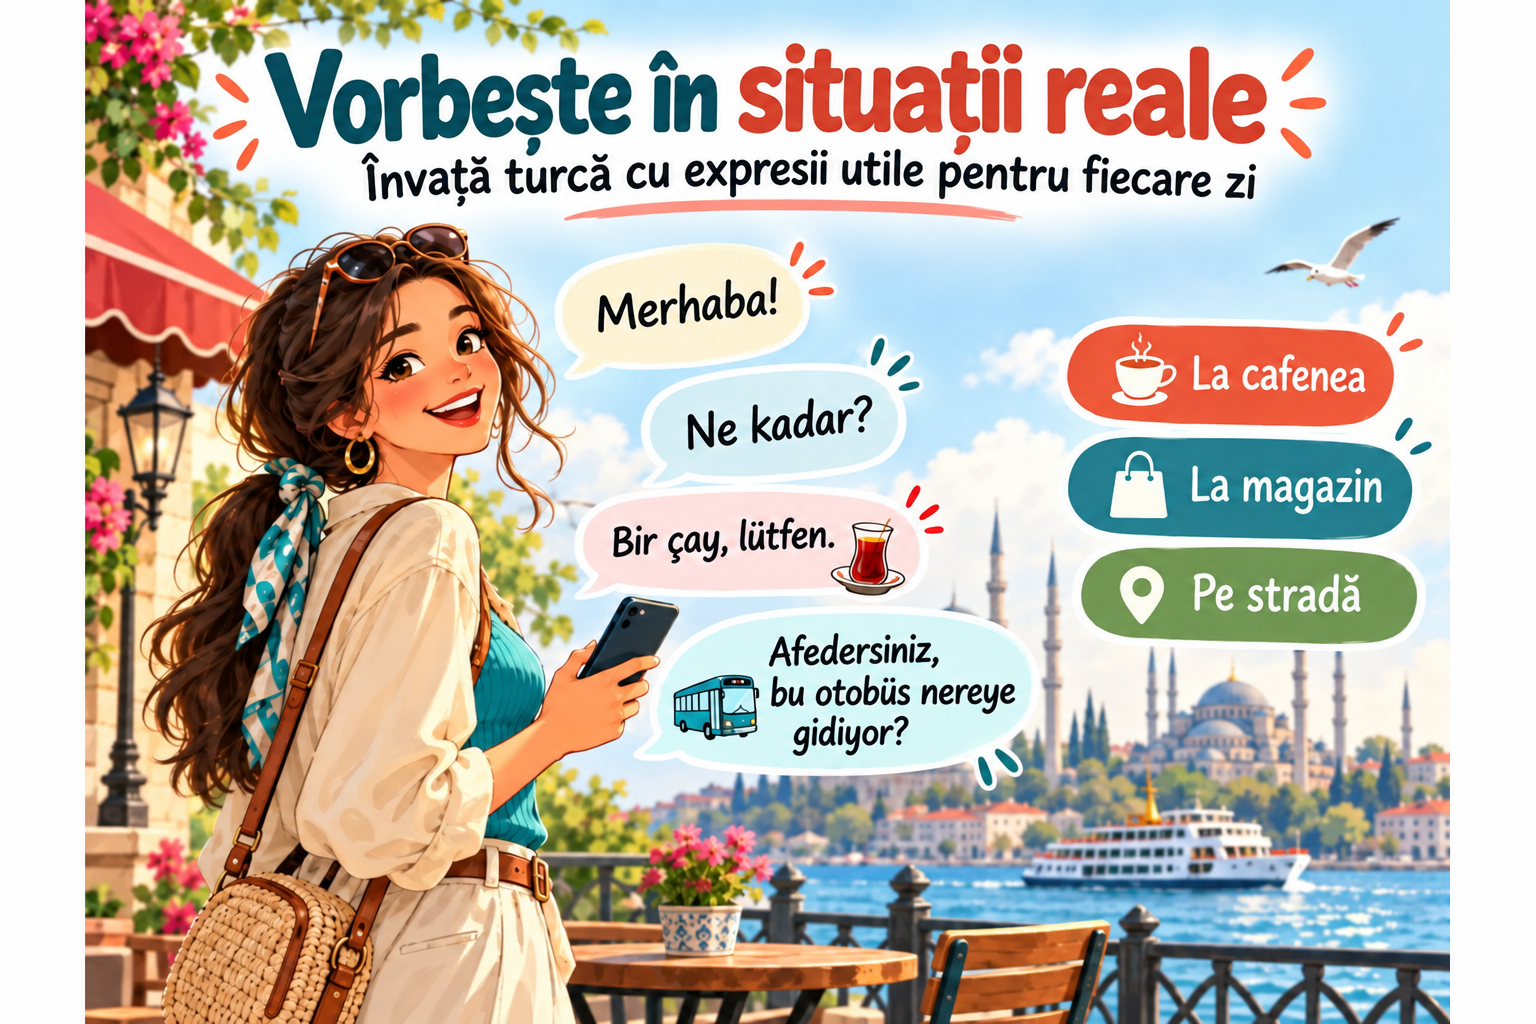 Vorbește în situații reale
Învață turcă cu expresii utile pentru fiecare zi
Merhaba!
Ne kadar?
Bir çay, lütfen.
Afedersiniz,
bu otobüs nereye
gidiyor?
La cafenea
La magazin
Pe stradă